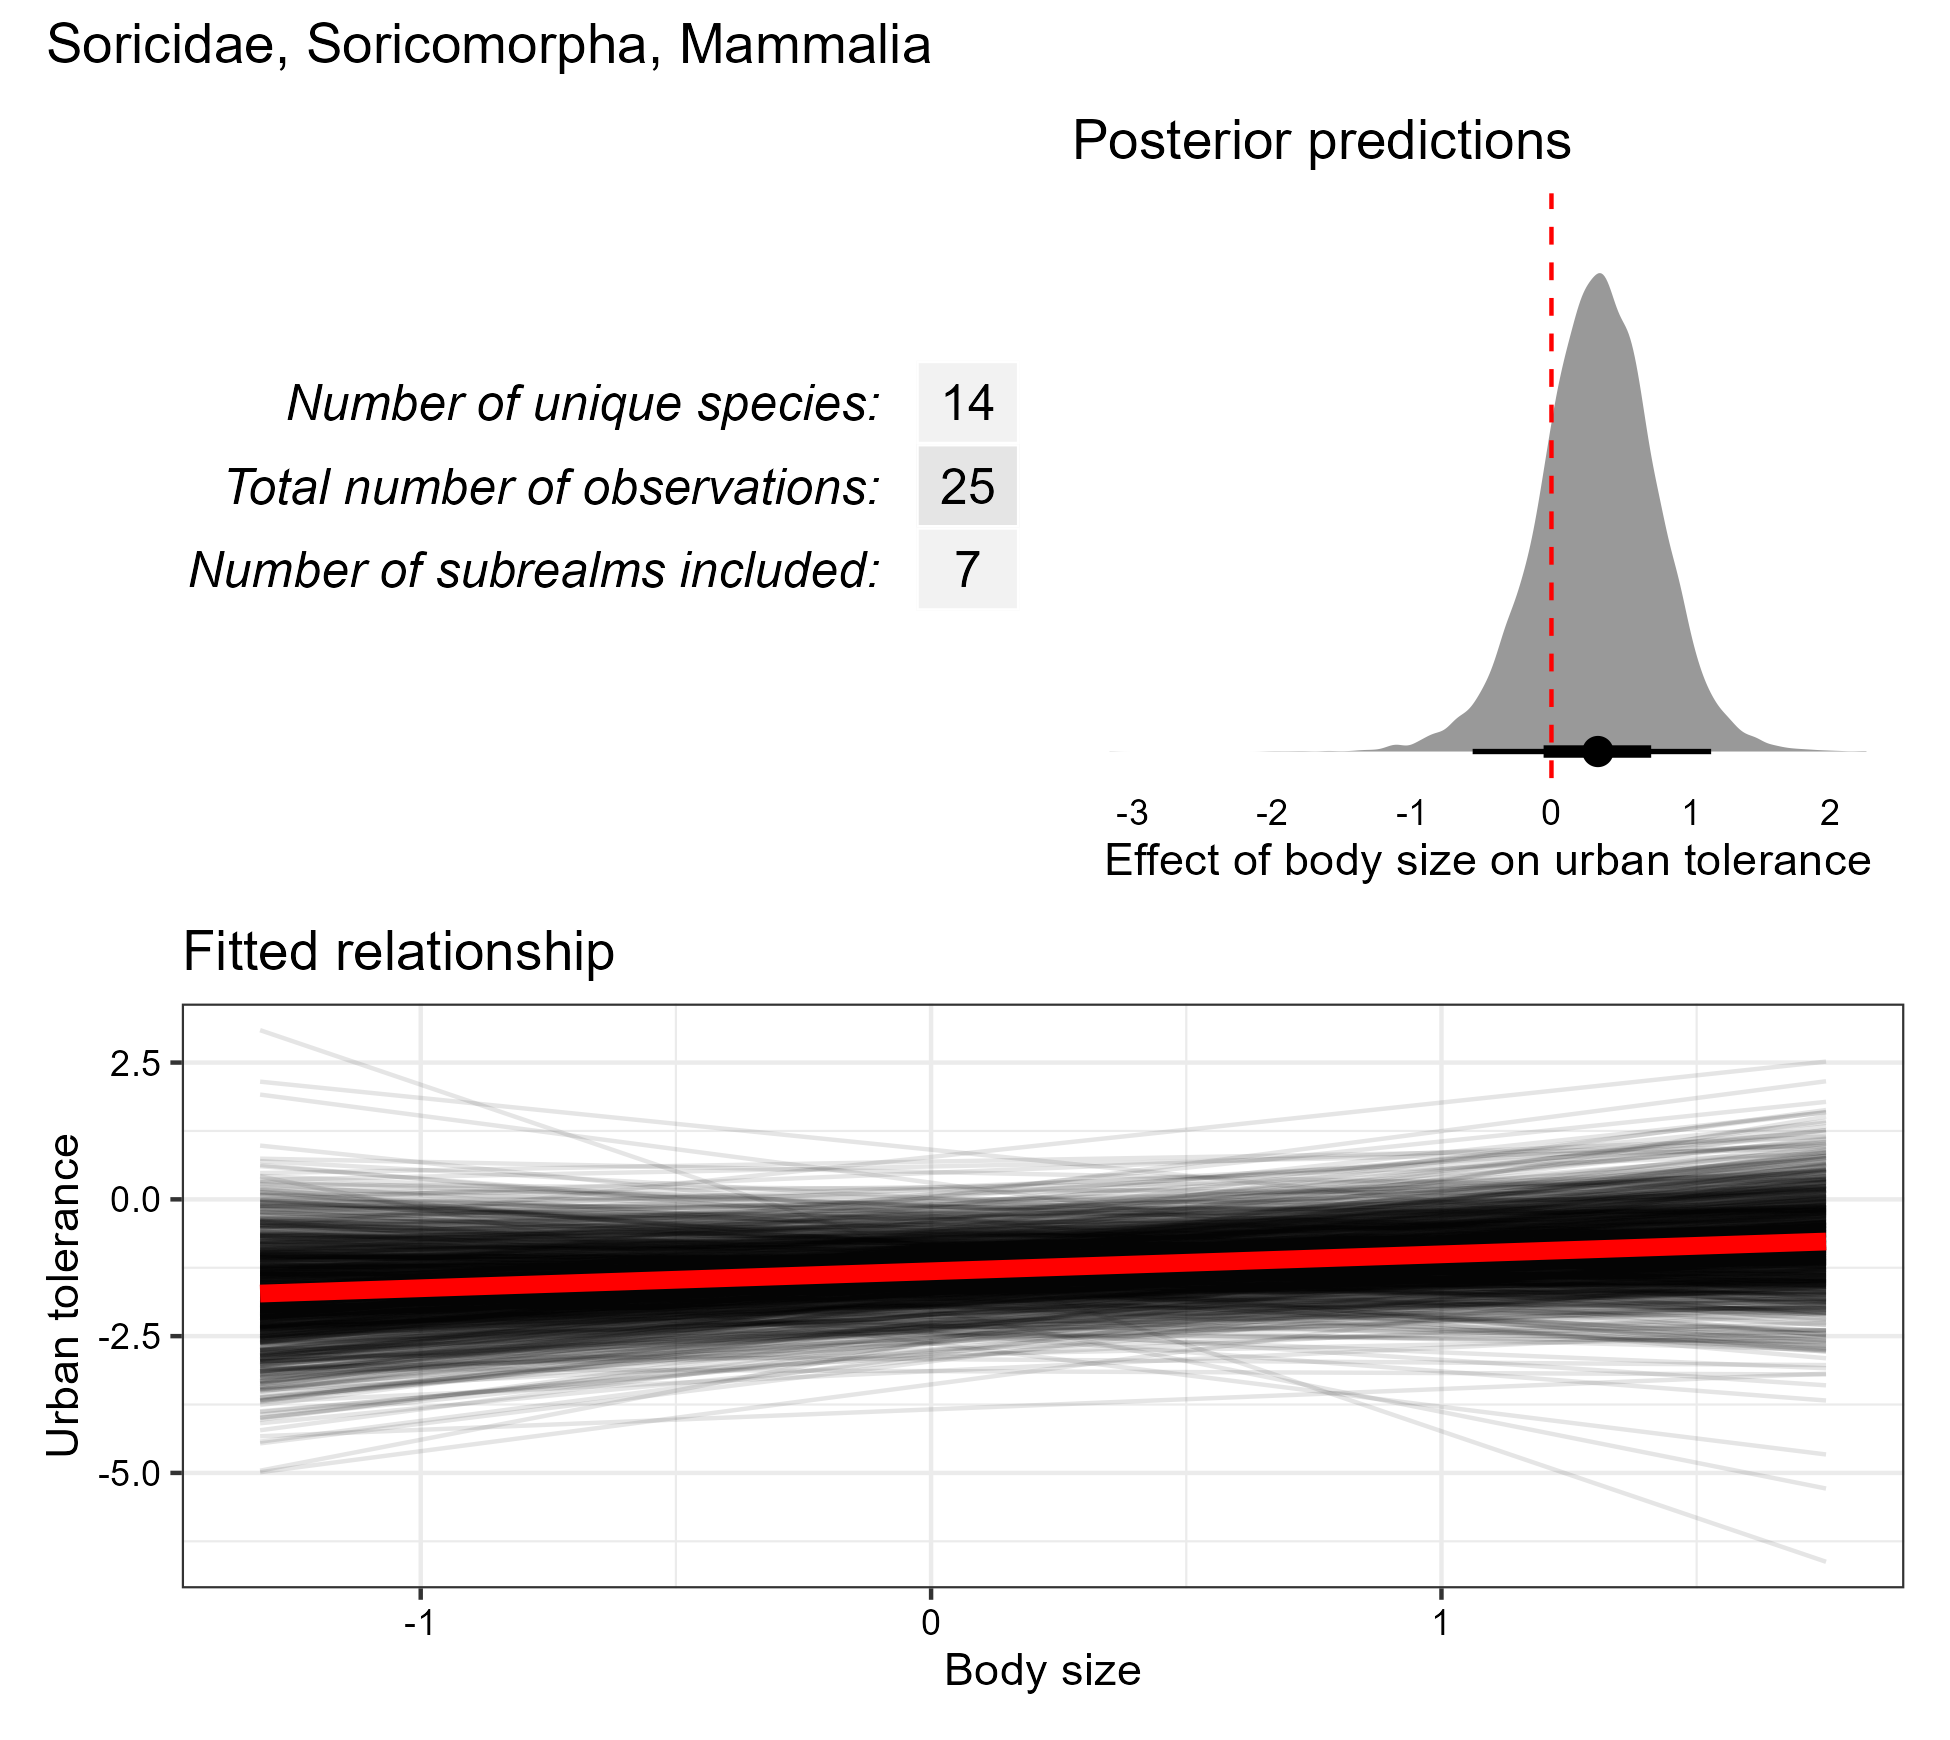 Soricidae, Soricomorpha, Mammalia
Posterior predictions
Number of unique species: 14
Total number of observations: 25
Number of subrealms included: 7
-3 -2 -1 0 1 2
Effect of body size on urban tolerance
Fitted relationship
Urban tolerance
2.5
0.0
-2.5
-5.0
-1 0 1
Body size